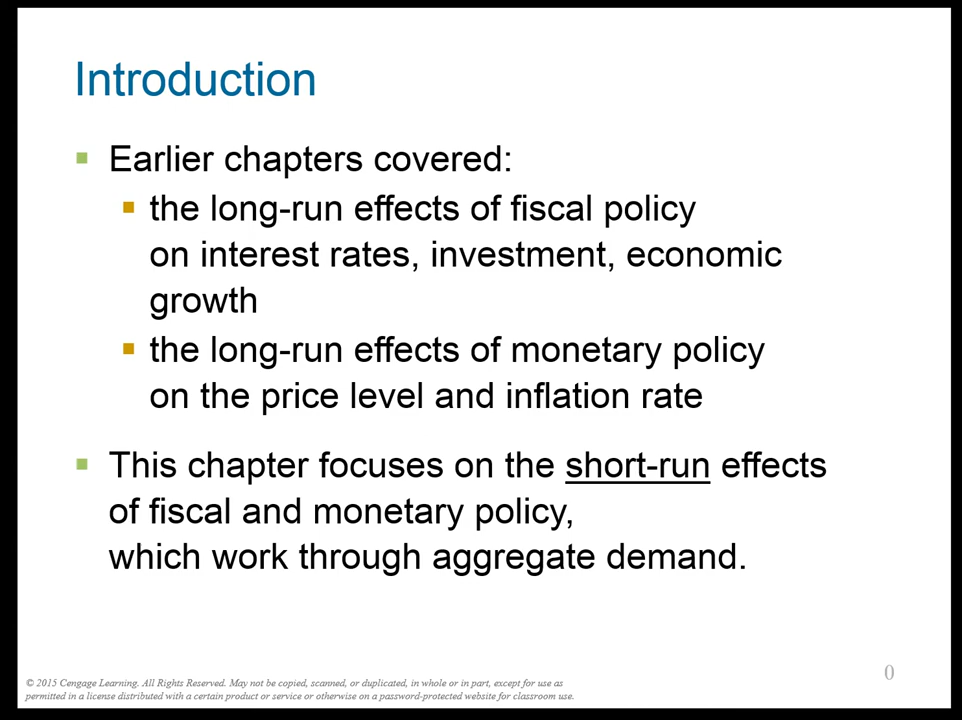 Introduction
Earlier chapters covered:
the long-run effects of fiscal policy
on interest rates, investment, economic
growth
the long-run effects of monetary policy
on the price level and inflation rate
This chapter focuses on the short-run effects
of fiscal and monetary policy,
which work through aggregate demand.
© 2015 Cengage Learning. All Rights Reserved. May not be copied, scanned, or duplicated, in whole or in part, except for use as
permitted in a license distributed with a certain product or service or otherwise on a password-protected website for classroom use.
0